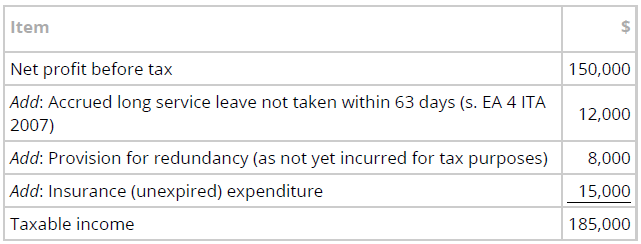 Item $
Net profit before tax 150,000
Add: Accrued long service leave not taken within 63 days (s. EA 4 ITA
2007) 12,000
Add: Provision for redundancy (as not yet incurred for tax purposes) 8,000
Add: Insurance (unexpired) expenditure 15,000
Taxable income 185,000